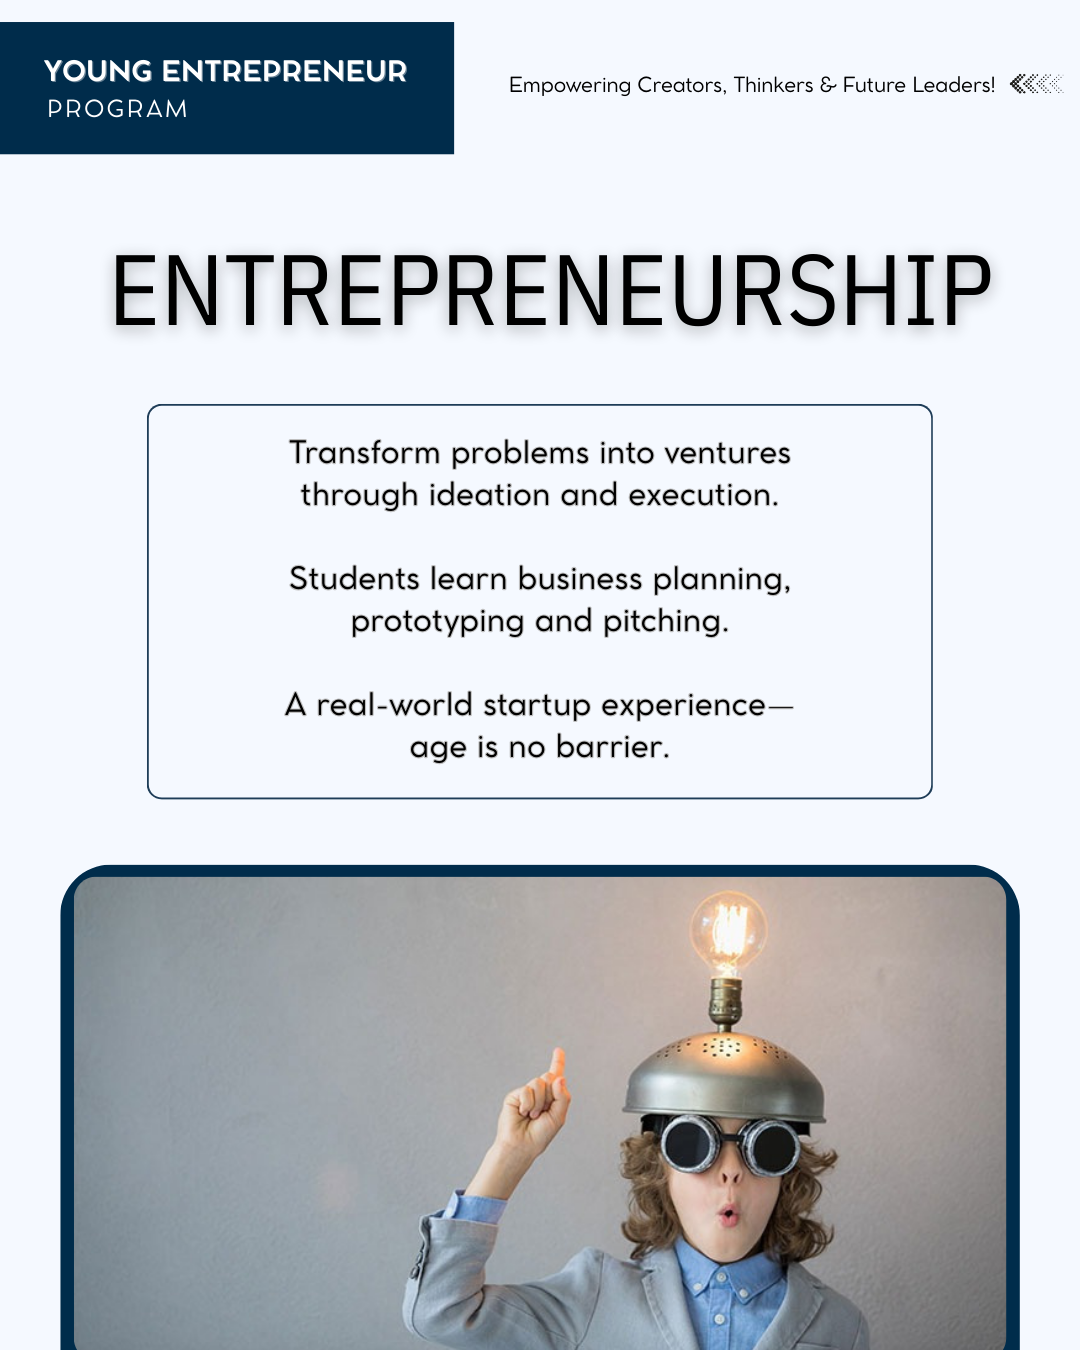 YOUNG ENTREPRENEUR
PROGRAM
Empowering Creators, Thinkers & Future Leaders!
ENTREPRENEURSHIP
Transform problems into ventures
through ideation and execution.
Students learn business planning,
prototyping and pitching.
A real-world startup experience—
age is no barrier.